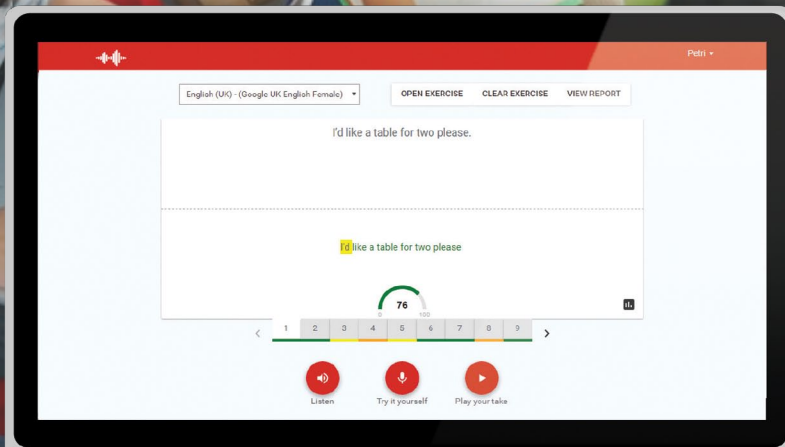 Petri
English (UK) - (Google UK English Female)
OPEN EXERCISE CLEAR EXERCISE VIEW REPORT
I'd like a table for two please.
I'd like a table for two please
76
0 100
1 2 3 4 5 6 7 8 9
Listen Try it yourself Play your take